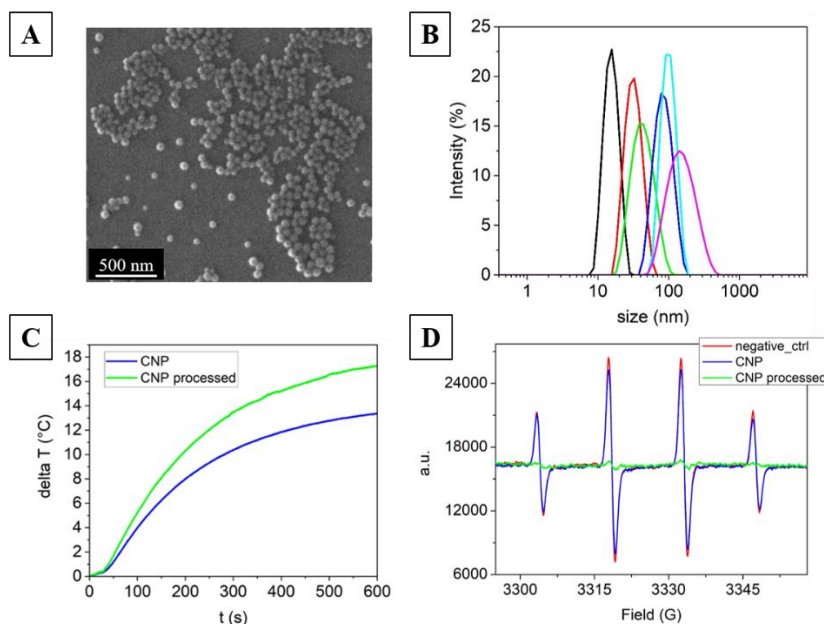 A
500 nm
B
Intensity (%)
25
20
15
10
5
0
1
10
100
1000
size (nm)
C
CNP
CNP processed
delta T (°C)
18
16
14
12
10
8
6
4
2
0
0
100
200
300
400
500
600
t (s)
D
negative_ctrl
CNP
CNP processed
a.u.
24000
18000
12000
6000
3300
3315
3330
3345
Field (G)